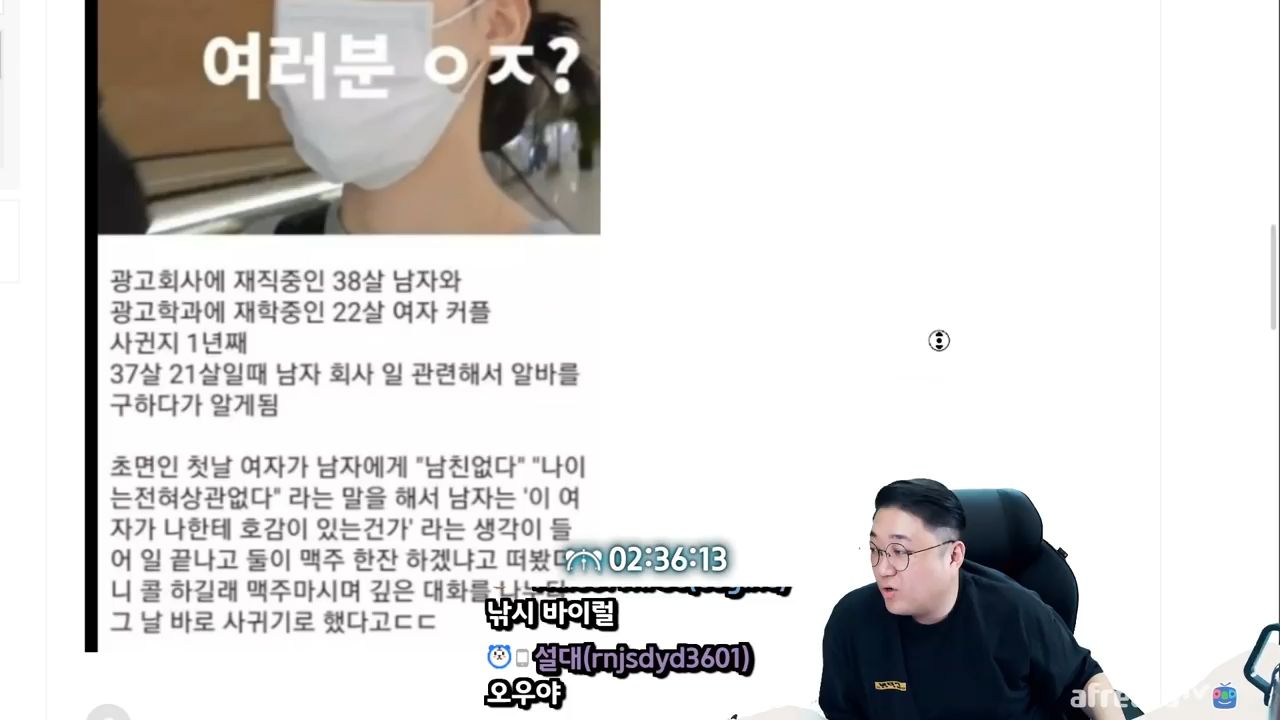 여러분 ㅇㅈ?
광고회사에 재직중인 38살 남자와
광고학과에 재학중인 22살 여자 커플
사귄지 1년째
37살 21살일때 남자 회사 일 관련해서 알바를
구하다가 알게됨
초면인 첫날 여자가 남자에게 "남친없다" "나이
는전혀상관없다" 라는 말을 해서 남자는 '이 여
자가 나한테 호감이 있는건가' 라는 생각이 들
어 일 끝나고 둘이 맥주 한잔 하겠냐고 떠봤더
니 콜 하길래 맥주마시며 깊은 대화를 나누다
그 날 바로 사귀기로 했다고ㄷㄷ
02:36:13
낚시 바이럴
설대(rnjsdyd3601)
오우야